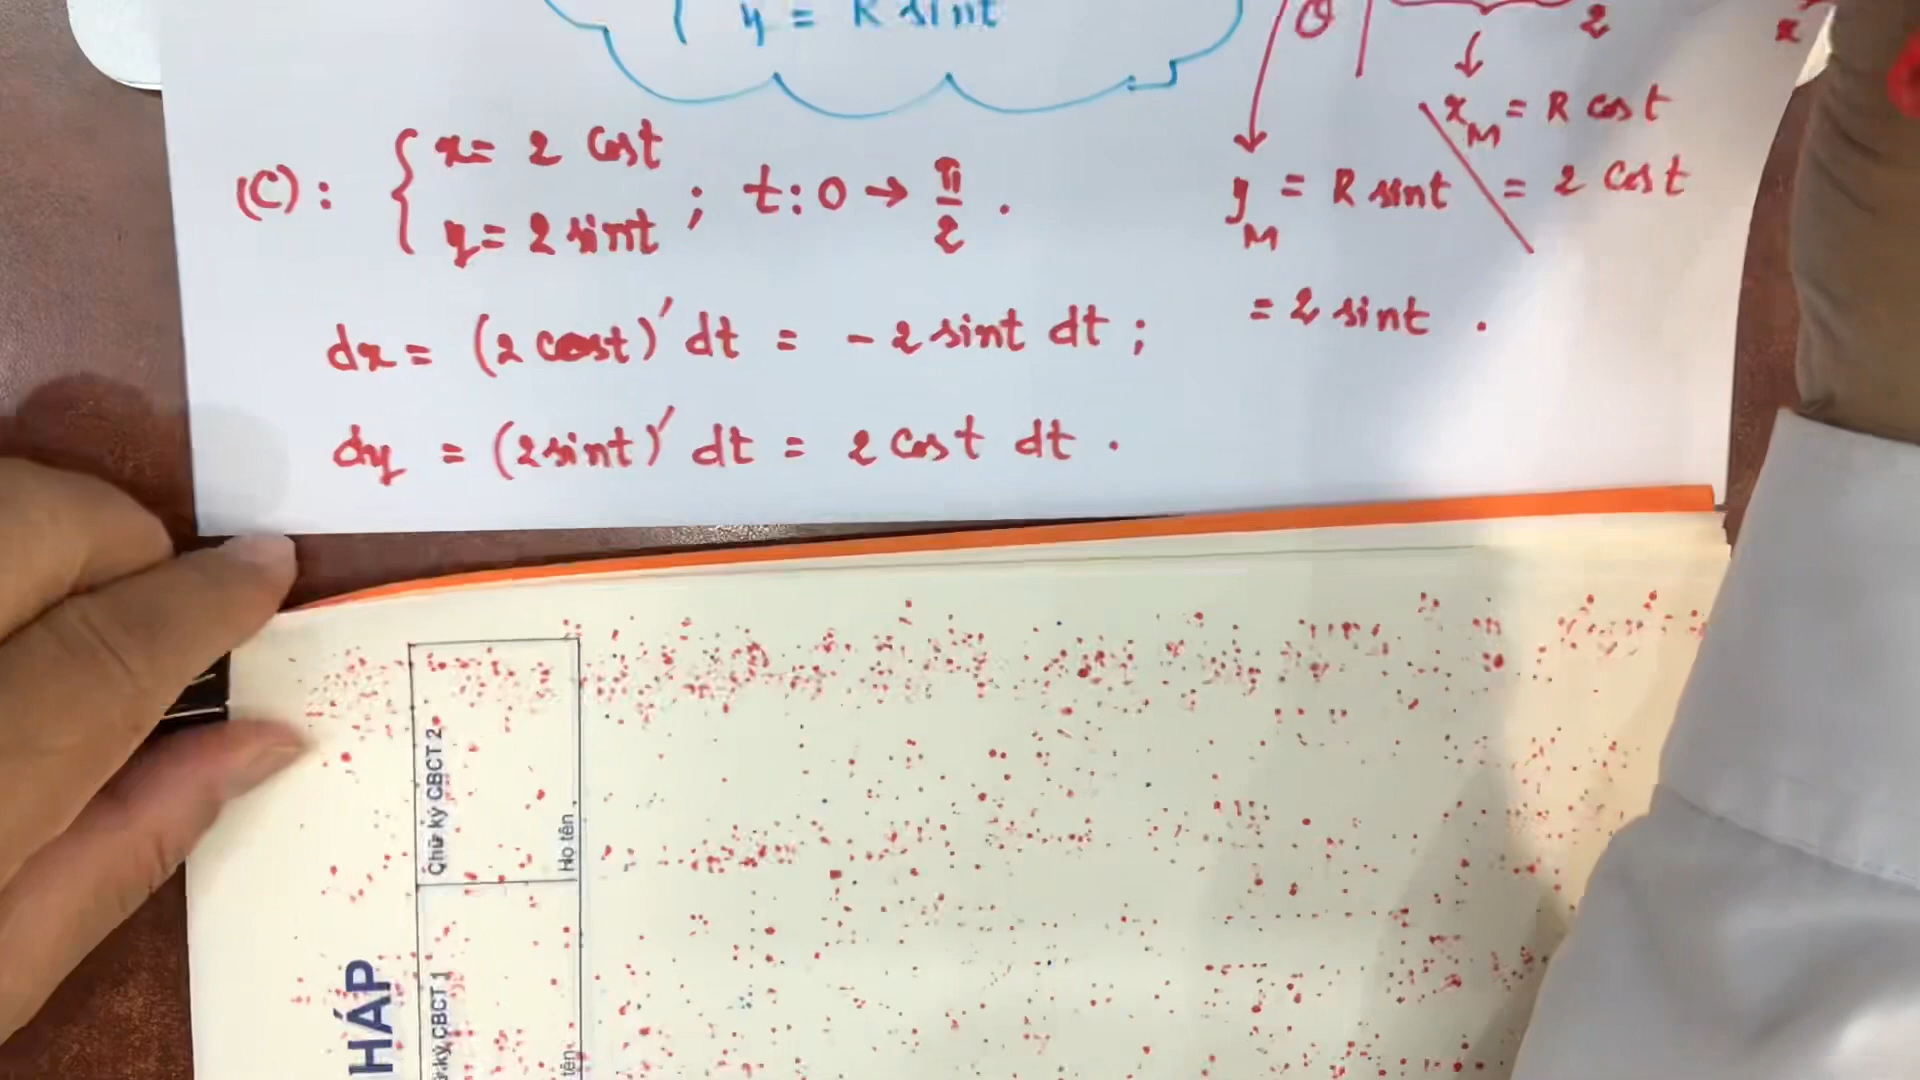 y = R sint
O
2
x
x_M = R cost
= 2 cost
y_M = R sint
= 2 sint .
(C): { x = 2 cost
y = 2 sint ; t: 0 → π/2 .
dx = (2 cost)' dt = - 2 sint dt ;
dy = (2 sint)' dt = 2 cost dt .
Chữ ký CBCT 2
Họ tên
ký CBCT 1
tên
HÁP